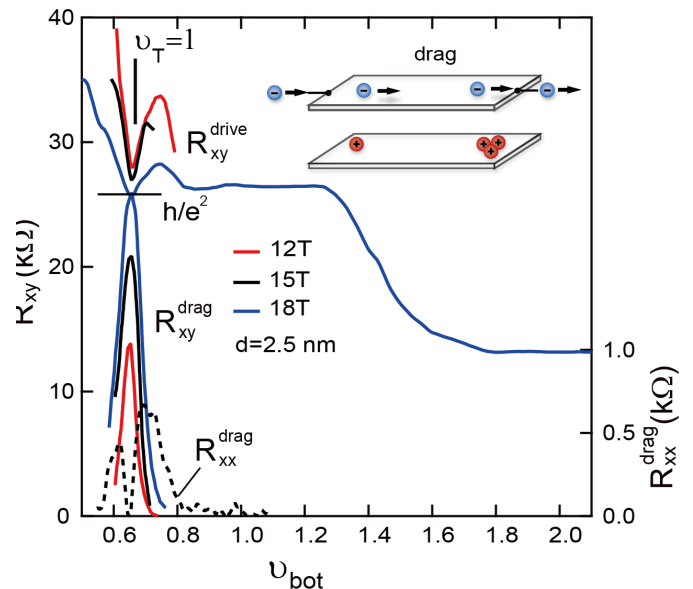 40
30
20
10
0
R_xy (kΩ)
υ_T=1
R_xy^drive
h/e²
R_xy^drag
R_xx^drag
12T
15T
18T
d=2.5 nm
drag
− − − −
+ + + +
1.0
0.5
0.0
R_xx^drag (kΩ)
0.6 0.8 1.0 1.2 1.4 1.6 1.8 2.0
υ_bot